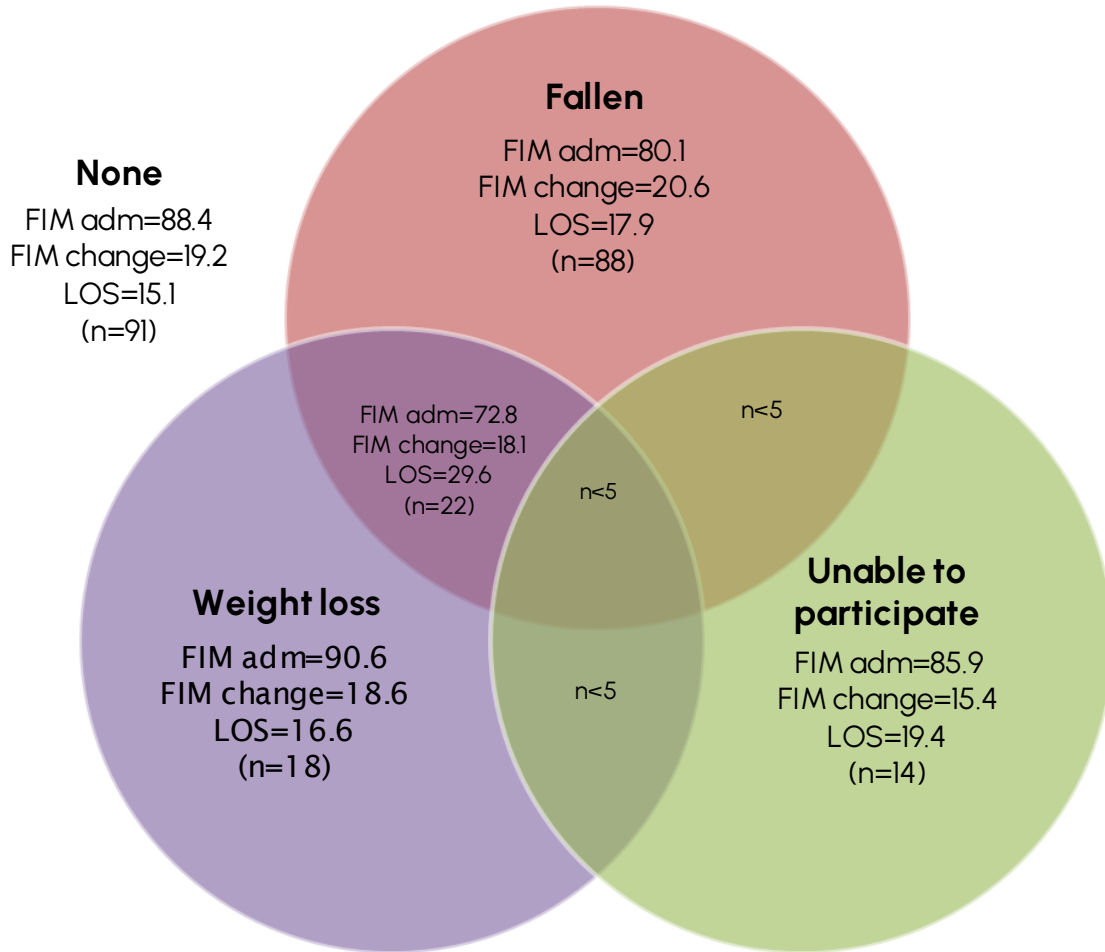 Fallen
FIM adm=80.1
FIM change=20.6
LOS=17.9
(n=88)
None
FIM adm=88.4
FIM change=19.2
LOS=15.1
(n=91)
FIM adm=72.8
FIM change=18.1
LOS=29.6
(n=22)
n<5
n<5
Weight loss
FIM adm=90.6
FIM change=18.6
LOS=16.6
(n=18)
n<5
Unable to
participate
FIM adm=85.9
FIM change=15.4
LOS=19.4
(n=14)